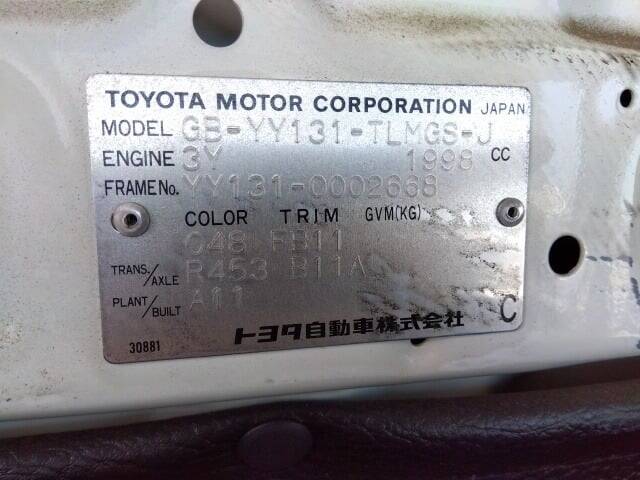 TOYOTA MOTOR CORPORATION JAPAN
MODEL GB-YY131-TLMGS-J
ENGINE 3Y 1998 CC
FRAME No. YY131-0002668
COLOR TRIM GVM(KG)
048 FB11
TRANS./AXLE R453 B11A
PLANT/BUILT A11
C
トヨタ自動車株式会社
30881